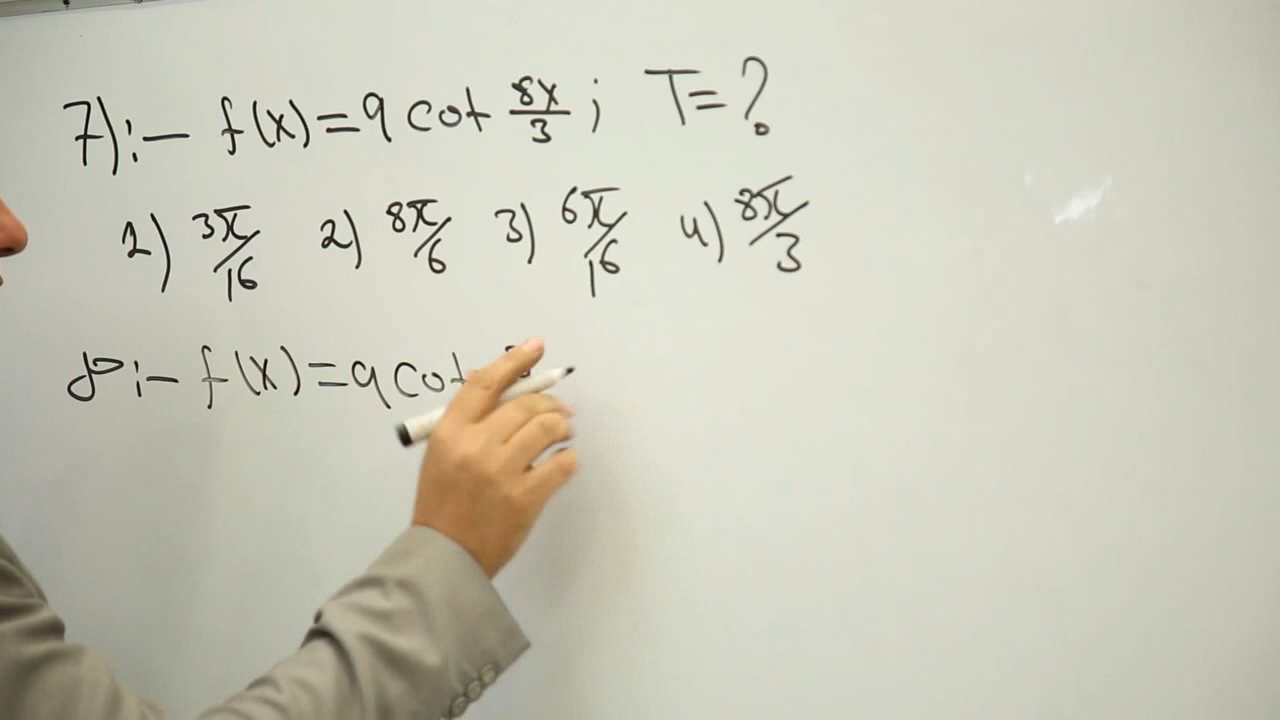 7):- f(x)=9 cot 8x/3 ; T=?
1) 3π/16 2) 8π/6 3) 6π/16 4) 8π/3
:- f(x)=9 cot